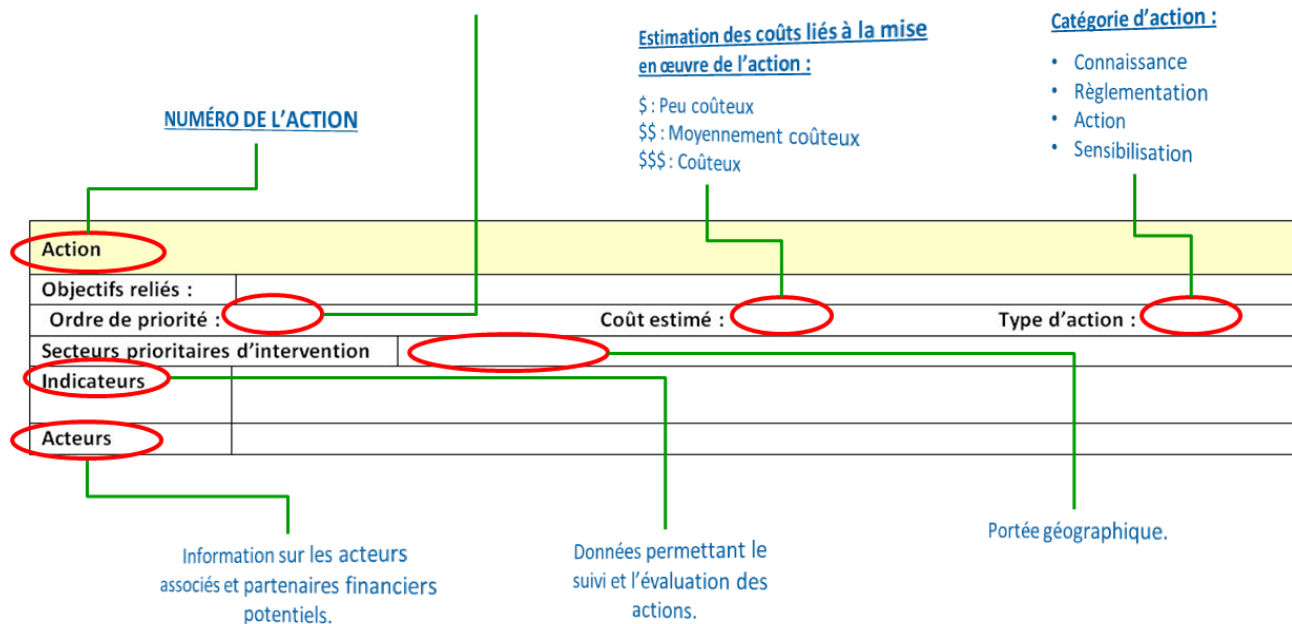 Estimation des coûts liés à la mise
en œuvre de l'action :
$ : Peu coûteux
$$ : Moyennement coûteux
$$$ : Coûteux
Catégorie d'action :
• Connaissance
• Règlementation
• Action
• Sensibilisation
NUMÉRO DE L'ACTION
Action
Objectifs reliés :
Ordre de priorité : Coût estimé : Type d'action :
Secteurs prioritaires d'intervention
Indicateurs
Acteurs
Information sur les acteurs
associés et partenaires financiers
potentiels.
Données permettant le
suivi et l'évaluation des
actions.
Portée géographique.